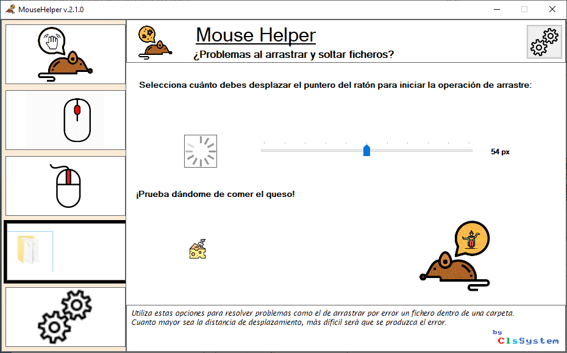 MouseHelper v.2.1.0
Mouse Helper
¿Problemas al arrastrar y soltar ficheros?
Selecciona cuánto debes desplazar el puntero del ratón para iniciar la operación de arrastre:
54 px
¡Prueba dándome de comer el queso!
Utiliza estas opciones para resolver problemas como el de arrastrar por error un fichero dentro de una carpeta.
Cuanto mayor sea la distancia de desplazamiento, más difícil será que se produzca el error.
by
ClsSystem